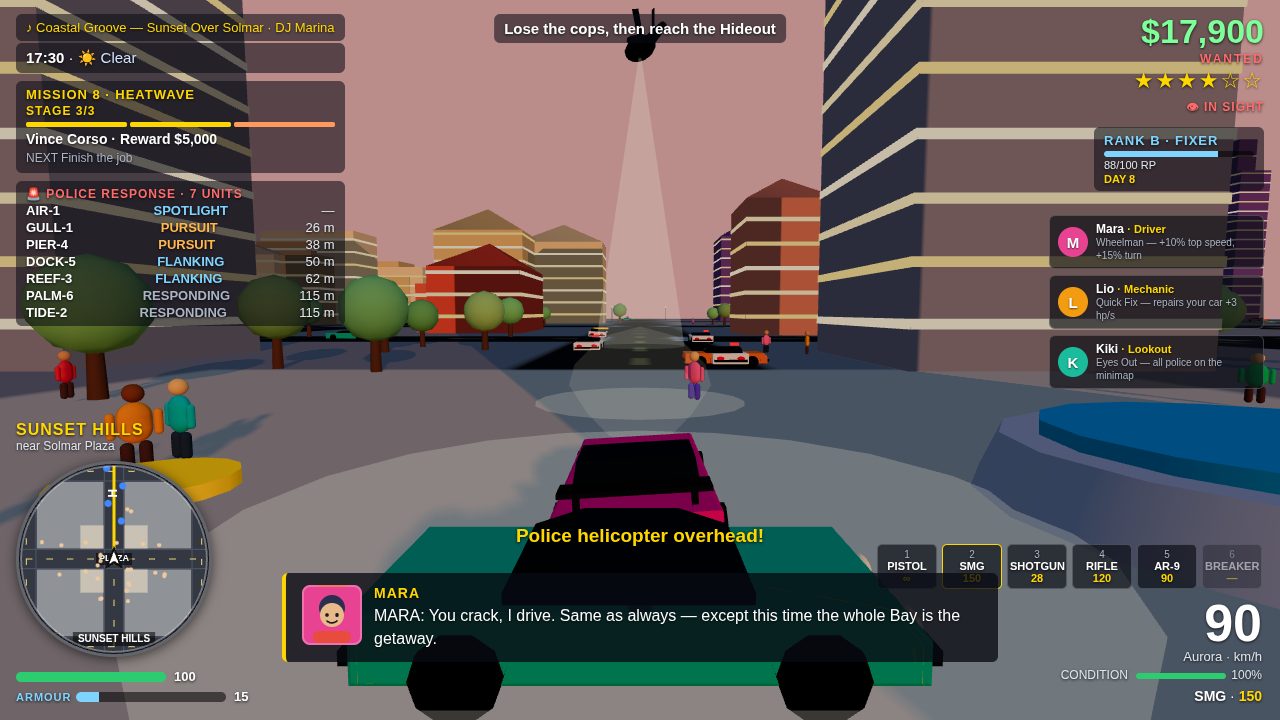 ♪ Coastal Groove — Sunset Over Solmar · DJ Marina
17:30 · ☀️ Clear
MISSION 8 · HEATWAVE
STAGE 3/3
Vince Corso · Reward $5,000
NEXT Finish the job
🚨 POLICE RESPONSE · 7 UNITS
AIR-1 SPOTLIGHT —
GULL-1 PURSUIT 26 m
PIER-4 PURSUIT 38 m
DOCK-5 FLANKING 50 m
REEF-3 FLANKING 62 m
PALM-6 RESPONDING 115 m
TIDE-2 RESPONDING 115 m
Lose the cops, then reach the Hideout
$17,900
WANTED
★★★★☆☆
👁 IN SIGHT
RANK B · FIXER
88/100 RP
DAY 8
M
Mara · Driver
Wheelman — +10% top speed,
+15% turn
L
Lio · Mechanic
Quick Fix — repairs your car +3
hp/s
K
Kiki · Lookout
Eyes Out — all police on the
minimap
SUNSET HILLS
near Solmar Plaza
H
PLAZA
SUNSET HILLS
100
ARMOUR 15
Police helicopter overhead!
MARA
MARA: You crack, I drive. Same as always — except this time the whole Bay is the
getaway.
1
PISTOL
∞
2
SMG
150
3
SHOTGUN
28
4
RIFLE
120
5
AR-9
90
6
BREAKER
—
90
Aurora · km/h
CONDITION 100%
SMG · 150